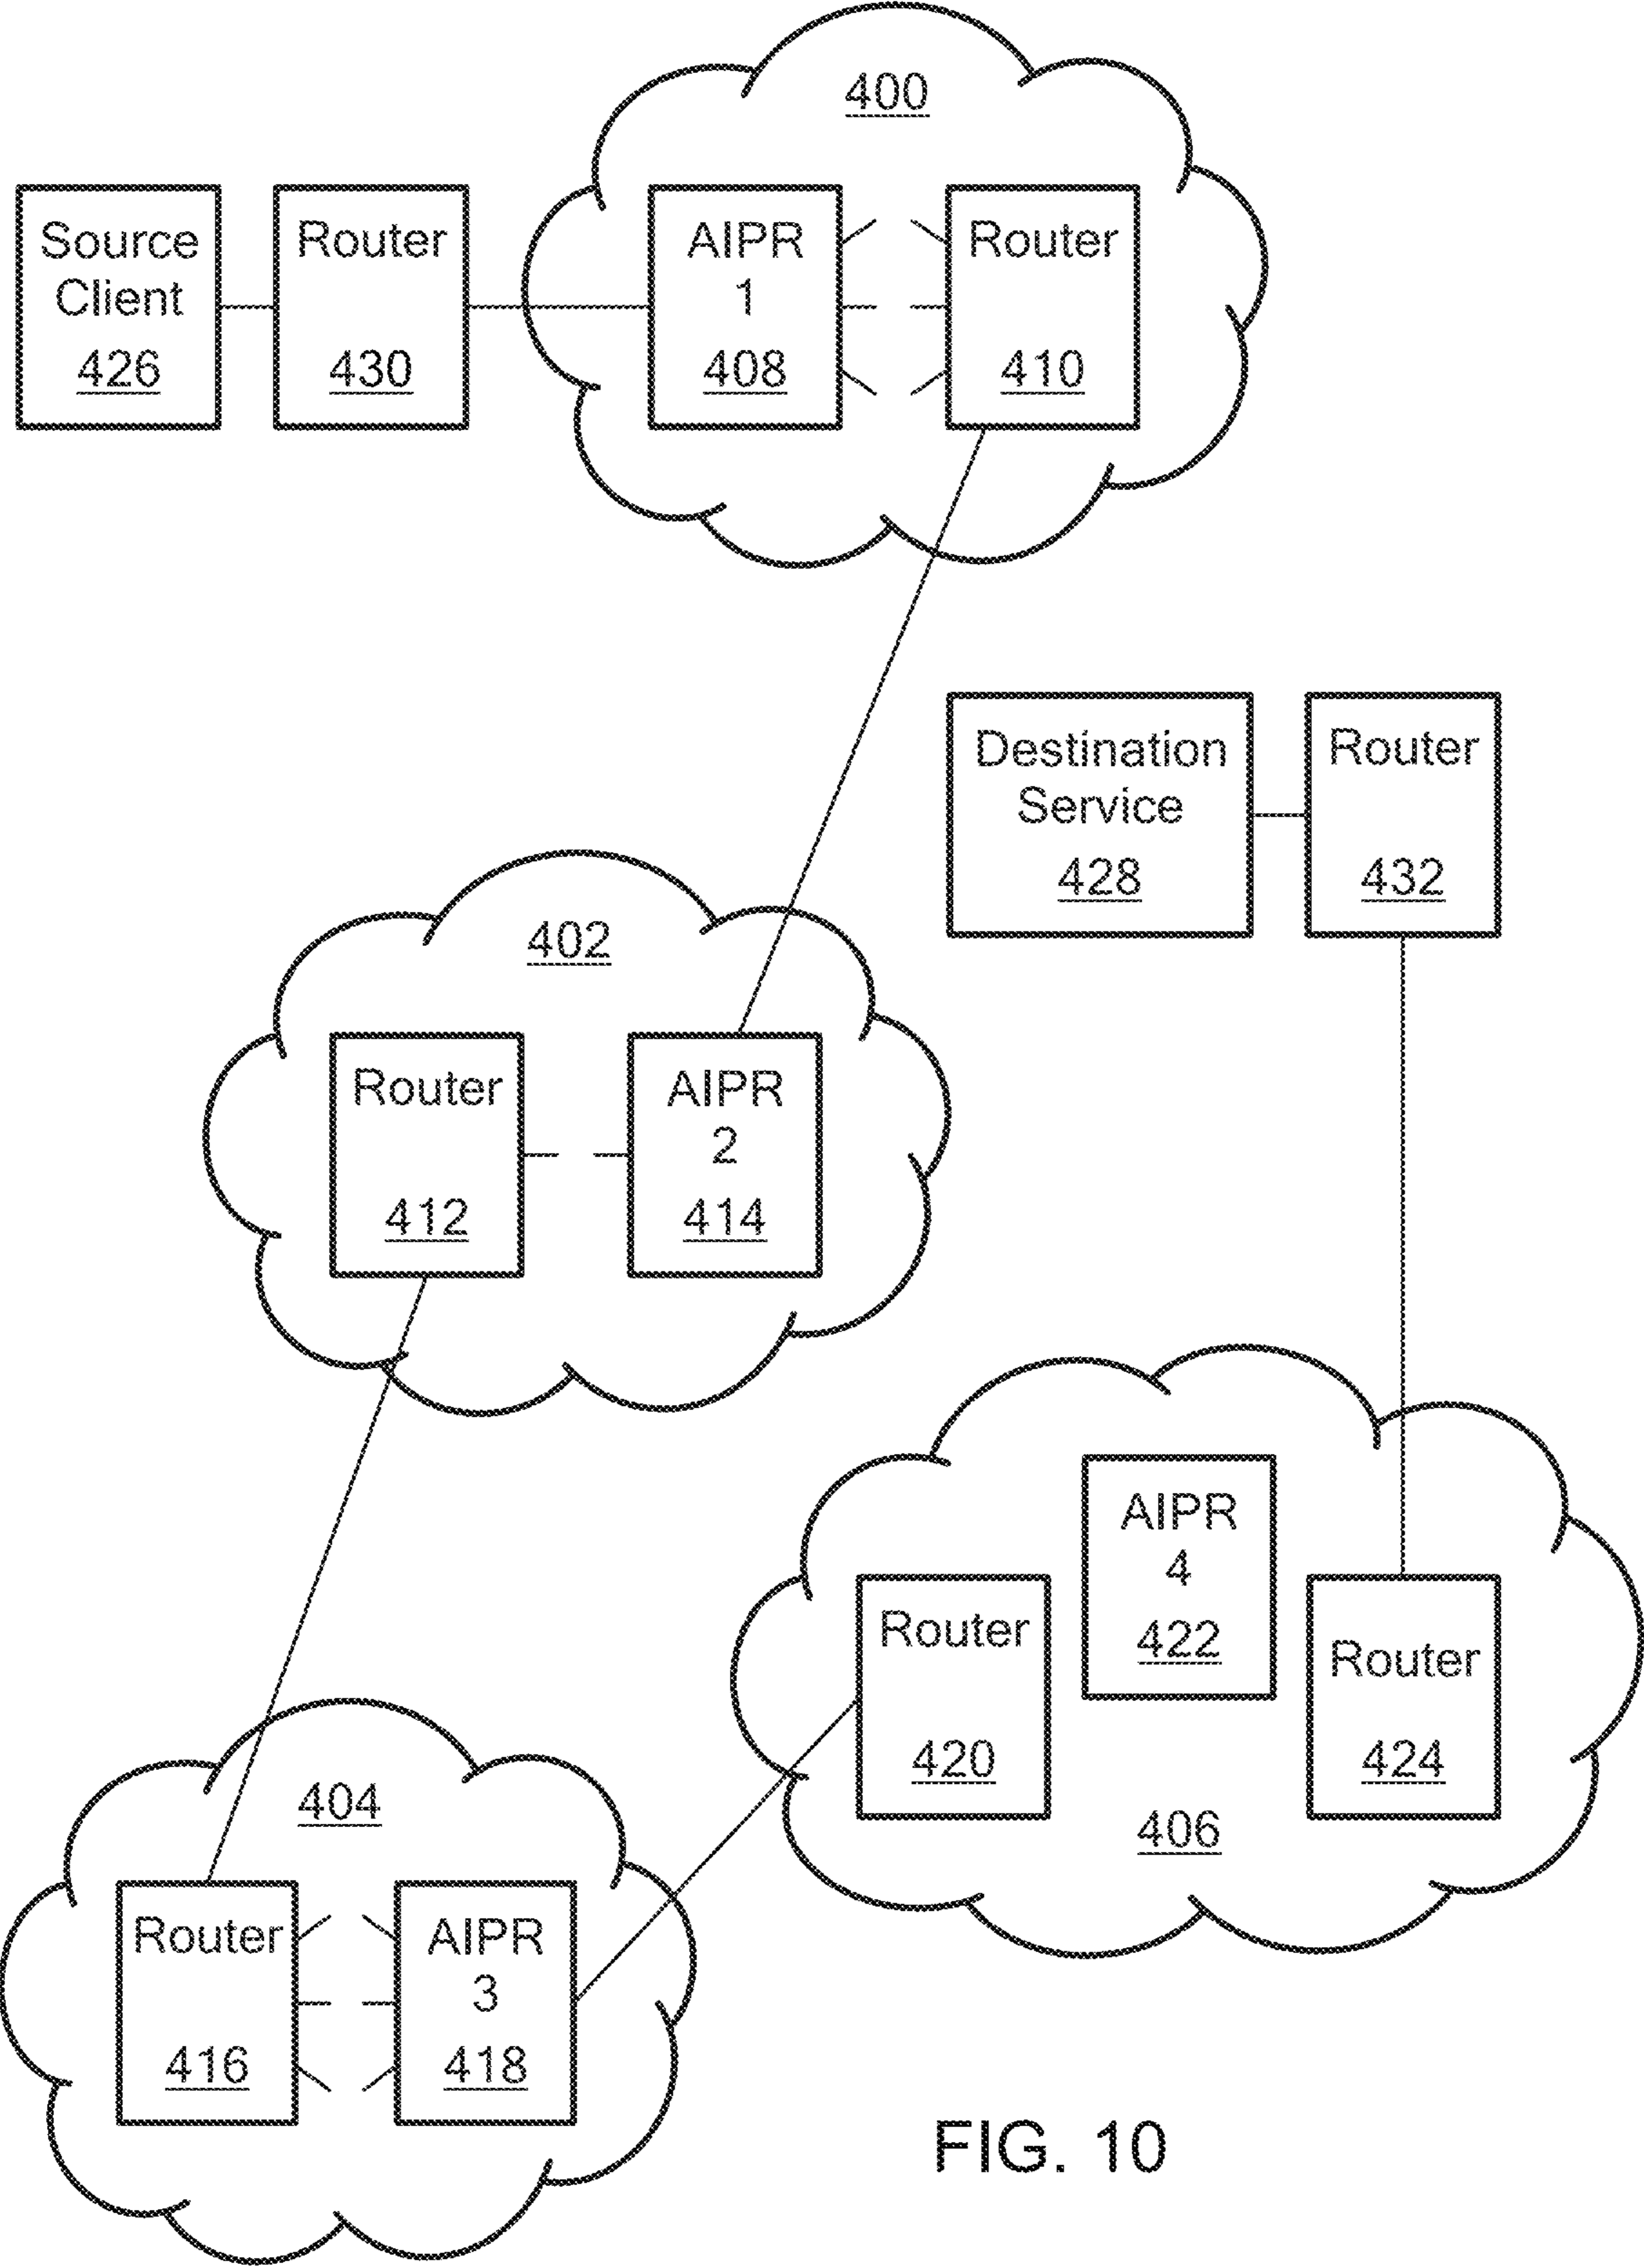 400
Source
Client
426
Router
430
AIPR
1
408
Router
410
Destination
Service
428
Router
432
402
Router
412
AIPR
2
414
AIPR
4
422
Router
420
Router
424
406
404
Router
416
AIPR
3
418
FIG. 10